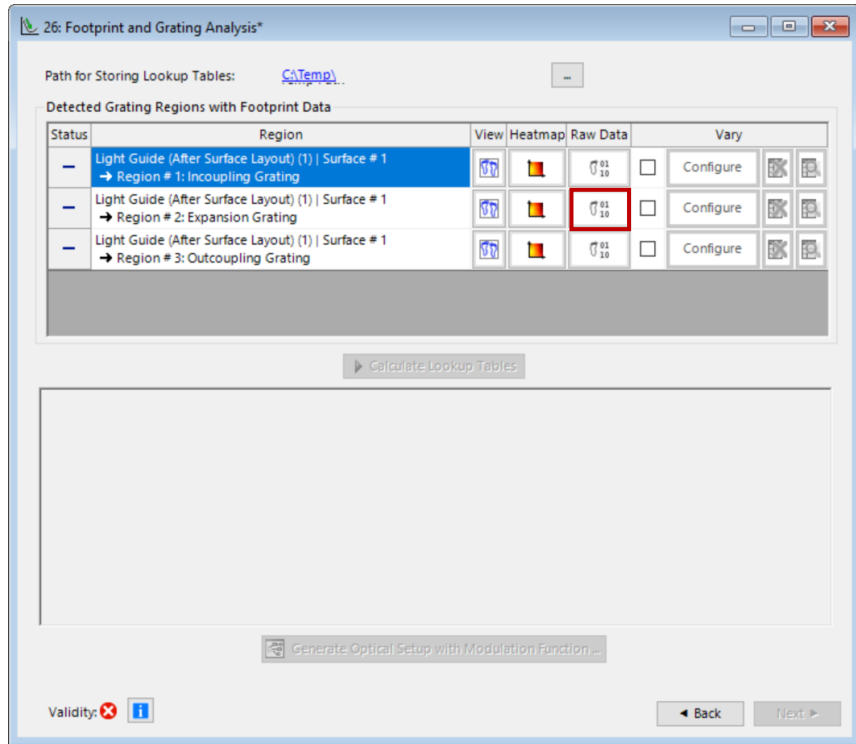 26: Footprint and Grating Analysis*
Path for Storing Lookup Tables: C:\Temp\ ...
Detected Grating Regions with Footprint Data
Status Region View Heatmap Raw Data Vary
Light Guide (After Surface Layout) (1) | Surface # 1
➔ Region # 1: Incoupling Grating
01
10
Configure
Light Guide (After Surface Layout) (1) | Surface # 1
➔ Region # 2: Expansion Grating
01
10
Configure
Light Guide (After Surface Layout) (1) | Surface # 1
➔ Region # 3: Outcoupling Grating
01
10
Configure
Calculate Lookup Tables
Generate Optical Setup with Modulation Function ...
Validity: i ◄ Back Next ►